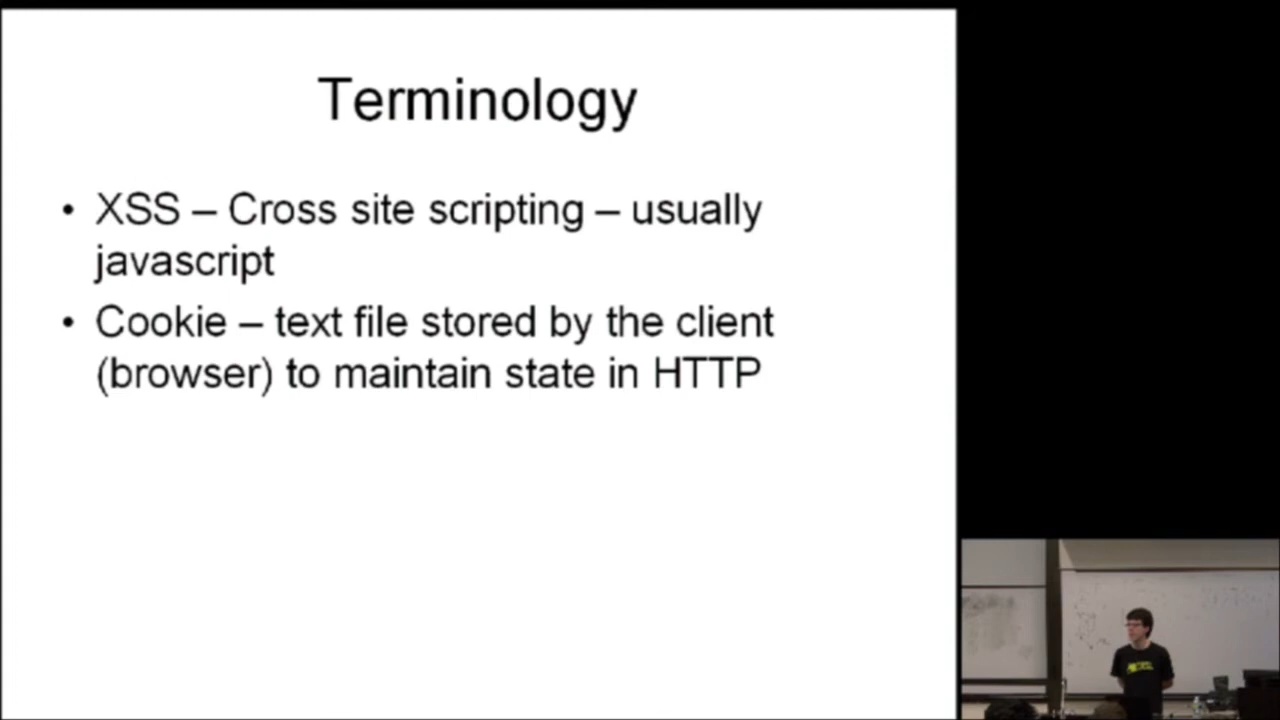 Terminology
• XSS – Cross site scripting – usually
javascript
• Cookie – text file stored by the client
(browser) to maintain state in HTTP